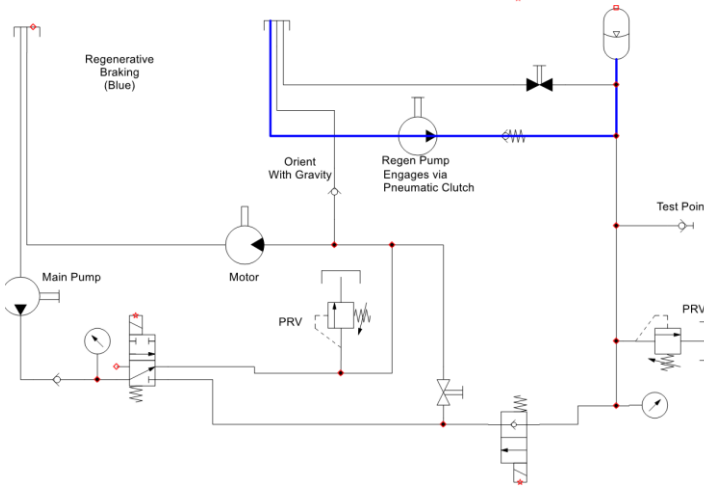 Regenerative
Braking
(Blue)
Orient
With Gravity
Regen Pump
Engages via
Pneumatic Clutch
Test Poin
Main Pump
Motor
PRV
PRV